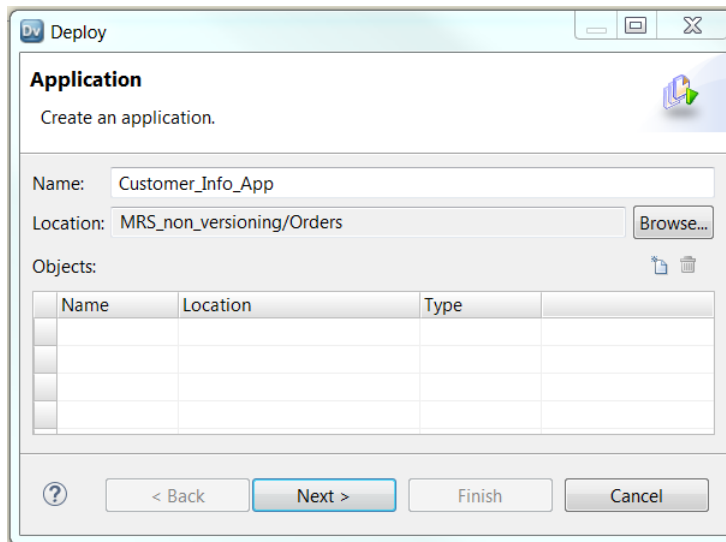 Dv Deploy
Application
Create an application.
Name: Customer_Info_App
Location: MRS_non_versioning/Orders Browse...
Objects:
Name Location Type
? < Back Next > Finish Cancel